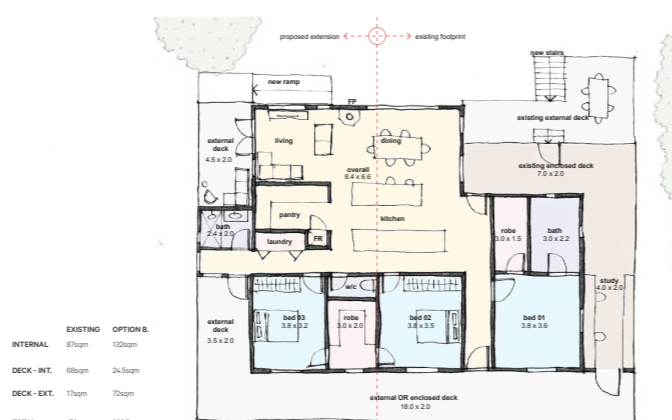 proposed extension
existing footprint
new stairs
new ramp
FP
external
deck
4.5 x 2.0
living
dining
existing external deck
overall
8.4 x 6.6
existing enclosed deck
7.0 x 2.0
pantry
kitchen
bath
2.4 x 2.0
laundry
FR
robe
3.0 x 1.5
bath
3.0 x 2.2
study
4.0 x 2.0
w/c
external
deck
3.5 x 2.0
bed 03
3.8 x 3.2
robe
3.0 x 2.0
bed 02
3.8 x 3.5
bed 01
3.8 x 3.6
EXISTING OPTION B.
INTERNAL 87sqm 132sqm
DECK - INT. 68sqm 24.5sqm
DECK - EXT. 17sqm 72sqm
external OR enclosed deck
18.0 x 2.0